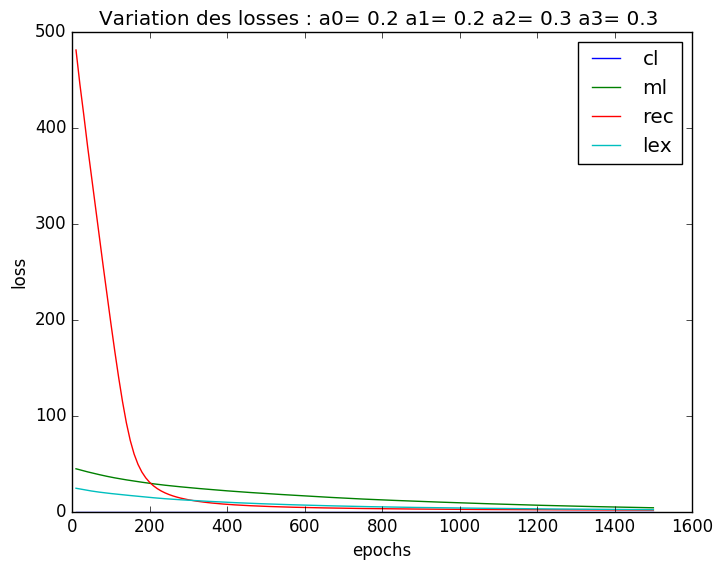 Variation des losses : a0= 0.2 a1= 0.2 a2= 0.3 a3= 0.3
500
400
300
200
100
0
loss
cl
ml
rec
lex
0 200 400 600 800 1000 1200 1400 1600
epochs